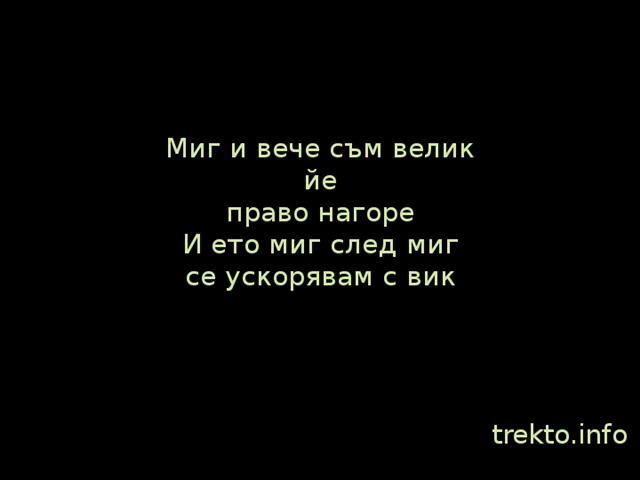 Миг и вече съм велик
йе
право нагоре
И ето миг след миг
се ускорявам с вик
trekto.info